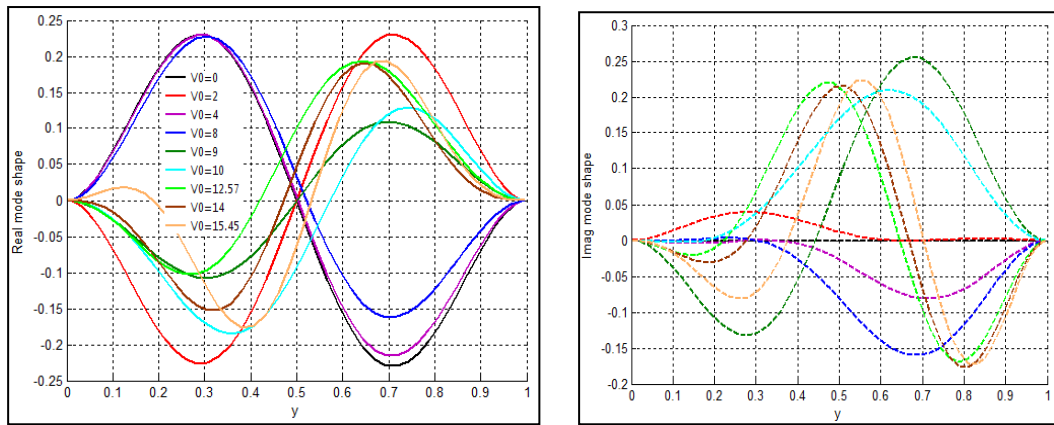 0.25
0.2
0.15
0.1
0.05
0
-0.05
-0.1
-0.15
-0.2
-0.25
Real mode shape
V0=0
V0=2
V0=4
V0=8
V0=9
V0=10
V0=12.57
V0=14
V0=15.45
0 0.1 0.2 0.3 0.4 0.5 0.6 0.7 0.8 0.9 1
y
0.3
0.25
0.2
0.15
0.1
0.05
0
-0.05
-0.1
-0.15
-0.2
Imag mode shape
0 0.1 0.2 0.3 0.4 0.5 0.6 0.7 0.8 0.9 1
y